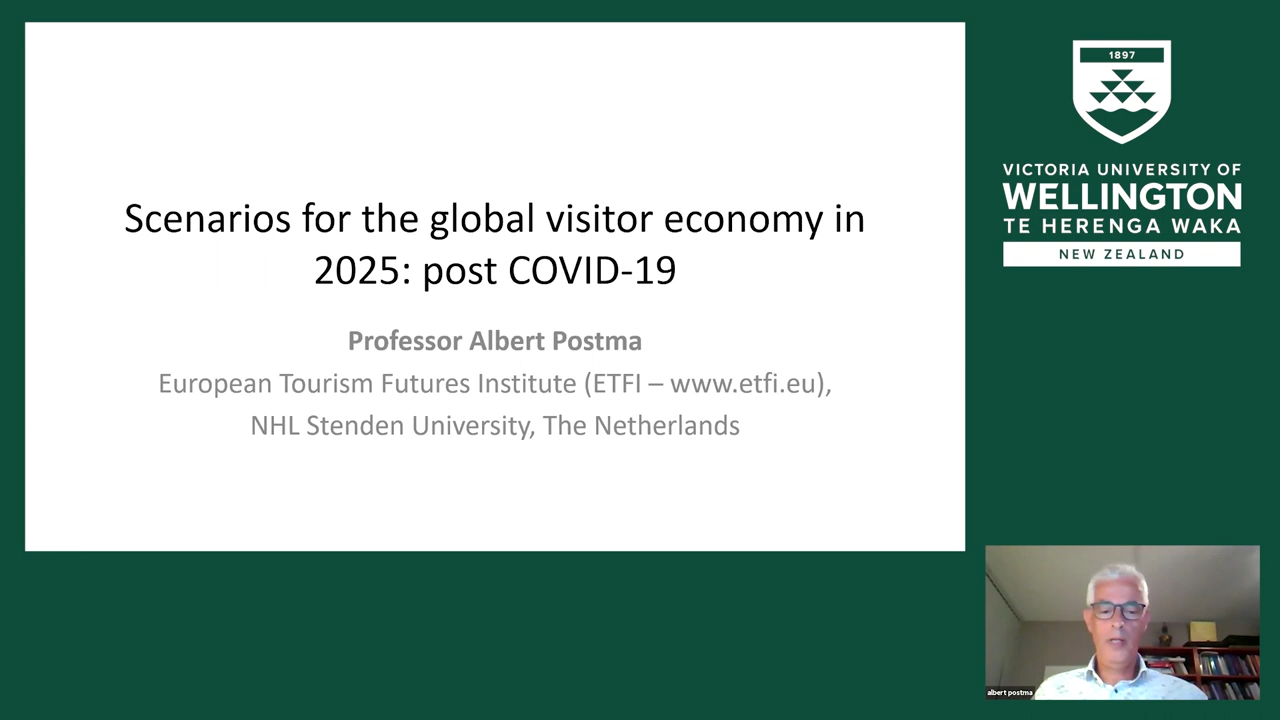 Scenarios for the global visitor economy in
2025: post COVID-19
Professor Albert Postma
European Tourism Futures Institute (ETFI – www.etfi.eu),
NHL Stenden University, The Netherlands
1897
VICTORIA UNIVERSITY OF
WELLINGTON
TE HERENGA WAKA
NEW ZEALAND
albert postma